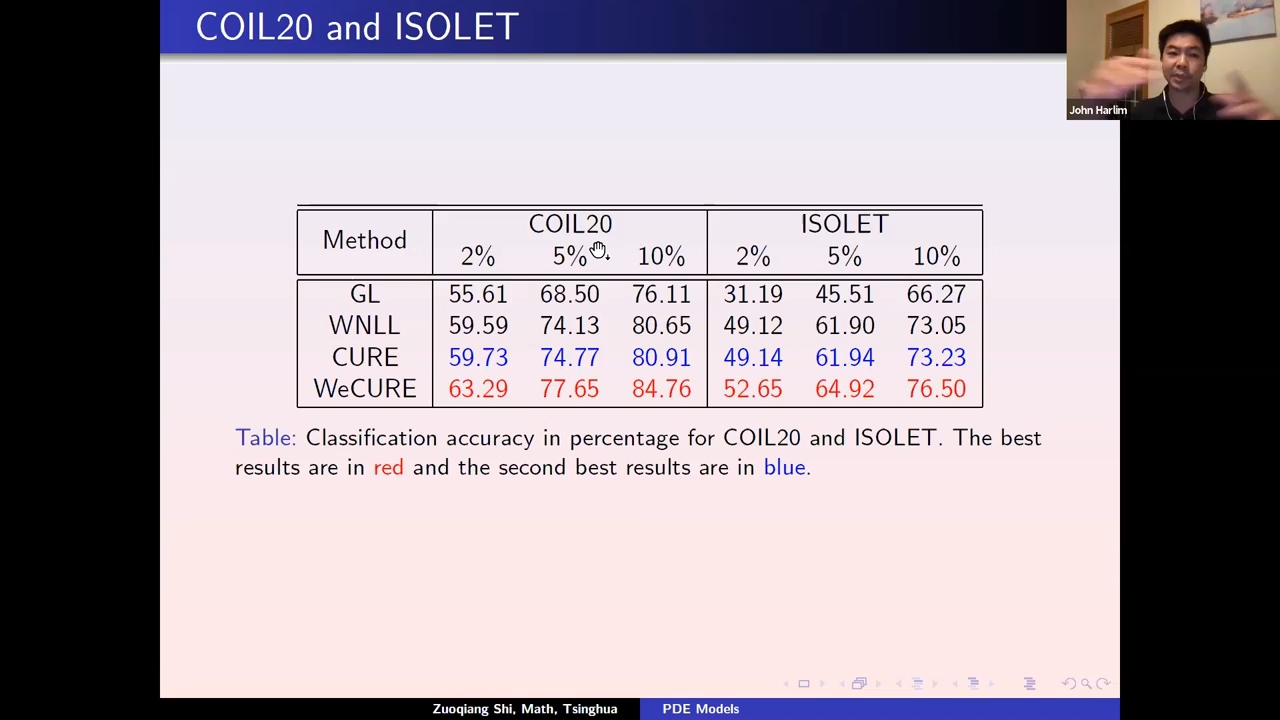 COIL20 and ISOLET
John Harlim
Method COIL20 ISOLET
2% 5% 10% 2% 5% 10%
GL 55.61 68.50 76.11 31.19 45.51 66.27
WNLL 59.59 74.13 80.65 49.12 61.90 73.05
CURE 59.73 74.77 80.91 49.14 61.94 73.23
WeCURE 63.29 77.65 84.76 52.65 64.92 76.50
Table: Classification accuracy in percentage for COIL20 and ISOLET. The best
results are in red and the second best results are in blue.
Zuoqiang Shi, Math, Tsinghua PDE Models